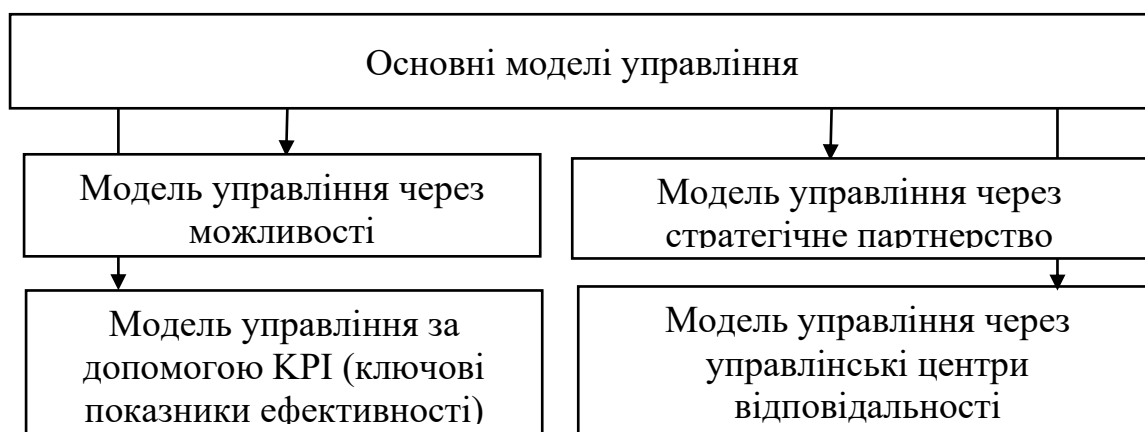 Основні моделі управління
Модель управління через
можливості
Модель управління через
стратегічне партнерство
Модель управління за
допомогою KPI (ключові
показники ефективності)
Модель управління через
управлінські центри
відповідальності